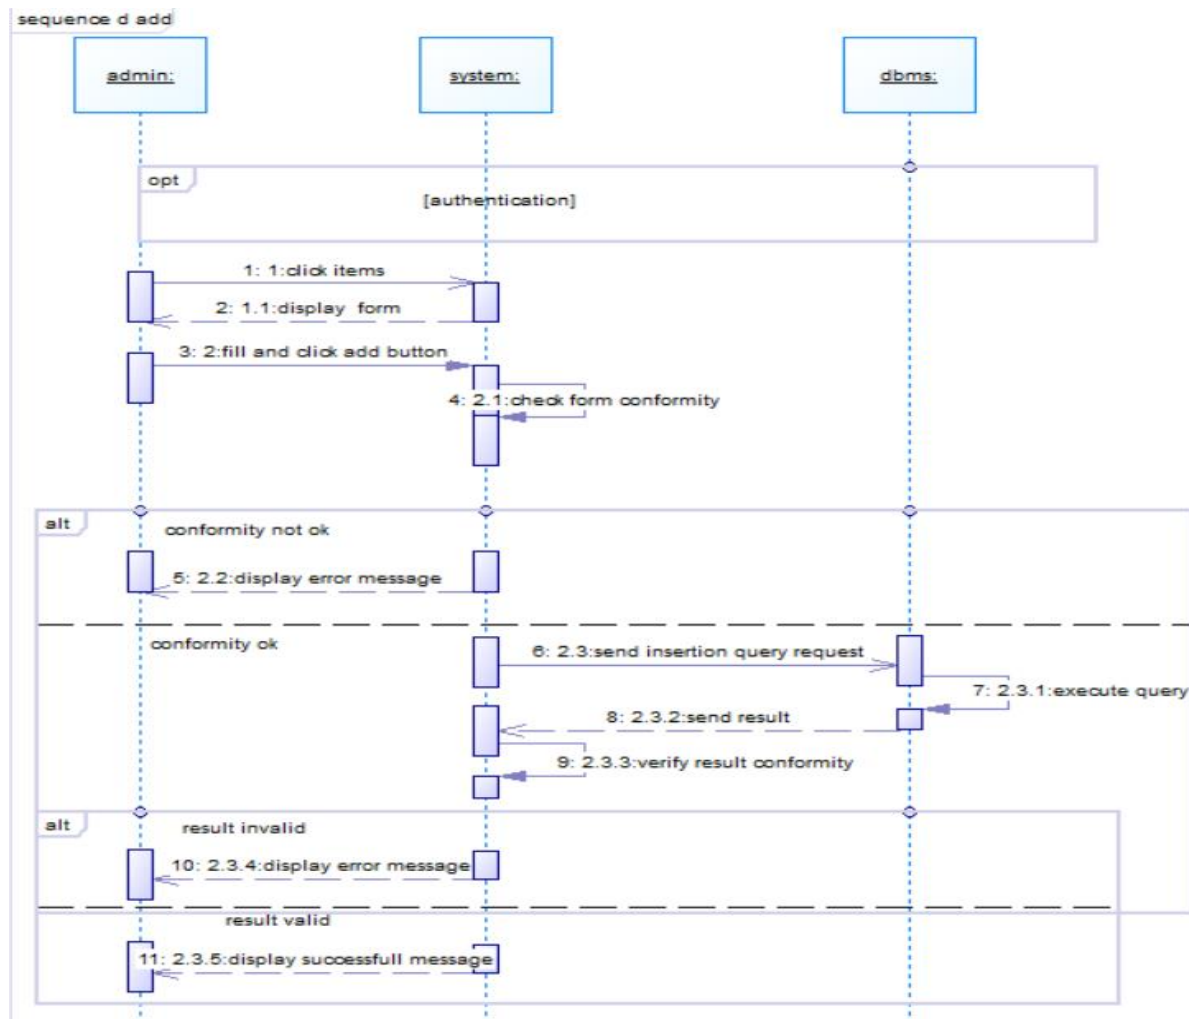 sequence d add
admin:
system:
dbms:
opt
[authentication]
1: 1:click items
2: 1.1:display form
3: 2:fill and click add button
4: 2.1:check form conformity
alt
conformity not ok
5: 2.2:display error message
conformity ok
6: 2.3:send insertion query request
7: 2.3.1:execute query
8: 2.3.2:send result
9: 2.3.3:verify result conformity
alt
result invalid
10: 2.3.4:display error message
result valid
11: 2.3.5:display successfull message